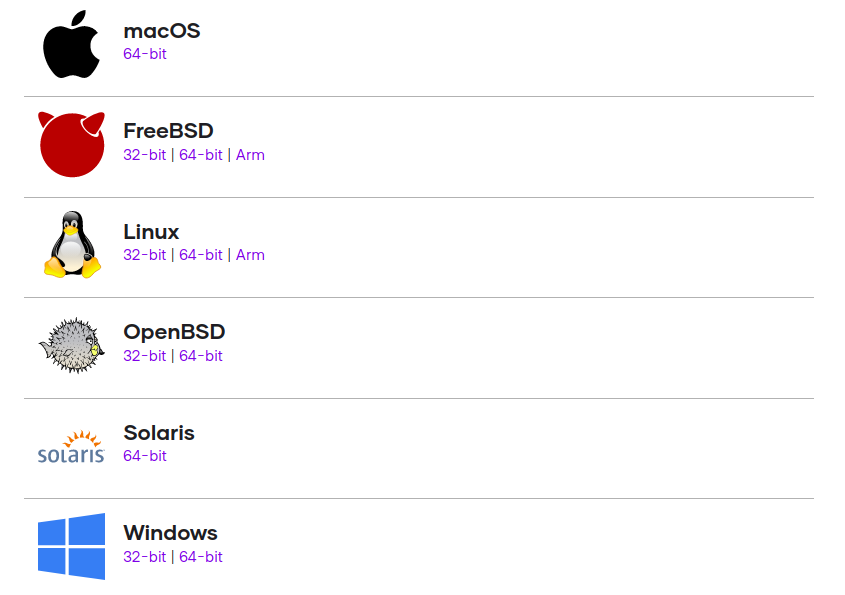 macOS
64-bit
FreeBSD
32-bit | 64-bit | Arm
Linux
32-bit | 64-bit | Arm
OpenBSD
32-bit | 64-bit
solaris
Solaris
64-bit
Windows
32-bit | 64-bit